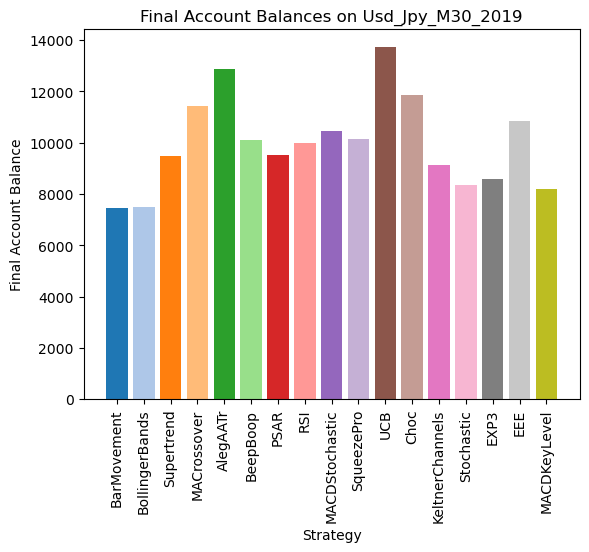 Final Account Balances on Usd_Jpy_M30_2019
Final Account Balance
14000
12000
10000
8000
6000
4000
2000
0
BarMovement
BollingerBands
Supertrend
MACrossover
AlegAATr
BeepBoop
PSAR
RSI
MACDStochastic
SqueezePro
UCB
Choc
KeltnerChannels
Stochastic
EXP3
EEE
MACDKeyLevel
Strategy